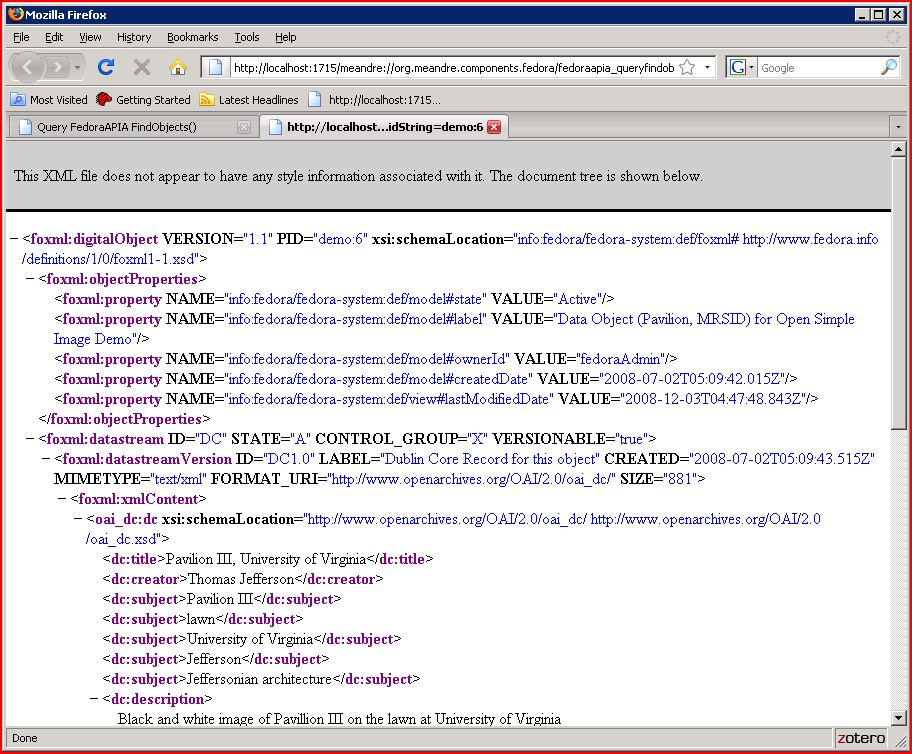 Mozilla Firefox
File Edit View History Bookmarks Tools Help
http://localhost:1715/meandre://org.meandre.components.fedora/fedoraapia_queryfindob
G Google
Most Visited Getting Started Latest Headlines http://localhost:1715...
Query FedoraAPIA FindObjects() http://localhost...idString=demo:6
This XML file does not appear to have any style information associated with it. The document tree is shown below.
− <foxml:digitalObject VERSION="1.1" PID="demo:6" xsi:schemaLocation="info:fedora/fedora-system:def/foxml# http://www.fedora.info
/definitions/1/0/foxml1-1.xsd">
− <foxml:objectProperties>
<foxml:property NAME="info:fedora/fedora-system:def/model#state" VALUE="Active"/>
<foxml:property NAME="info:fedora/fedora-system:def/model#label" VALUE="Data Object (Pavilion, MRSID) for Open Simple
Image Demo"/>
<foxml:property NAME="info:fedora/fedora-system:def/model#ownerId" VALUE="fedoraAdmin"/>
<foxml:property NAME="info:fedora/fedora-system:def/model#createdDate" VALUE="2008-07-02T05:09:42.015Z"/>
<foxml:property NAME="info:fedora/fedora-system:def/view#lastModifiedDate" VALUE="2008-12-03T04:47:48.843Z"/>
</foxml:objectProperties>
− <foxml:datastream ID="DC" STATE="A" CONTROL_GROUP="X" VERSIONABLE="true">
− <foxml:datastreamVersion ID="DC1.0" LABEL="Dublin Core Record for this object" CREATED="2008-07-02T05:09:43.515Z"
MIMETYPE="text/xml" FORMAT_URI="http://www.openarchives.org/OAI/2.0/oai_dc/" SIZE="881">
− <foxml:xmlContent>
− <oai_dc:dc xsi:schemaLocation="http://www.openarchives.org/OAI/2.0/oai_dc/ http://www.openarchives.org/OAI/2.0
/oai_dc.xsd">
<dc:title>Pavilion III, University of Virginia</dc:title>
<dc:creator>Thomas Jefferson</dc:creator>
<dc:subject>Pavilion III</dc:subject>
<dc:subject>lawn</dc:subject>
<dc:subject>University of Virginia</dc:subject>
<dc:subject>Jefferson</dc:subject>
<dc:subject>Jeffersonian architecture</dc:subject>
− <dc:description>
Black and white image of Pavillion III on the lawn at University of Virginia
Done zotero